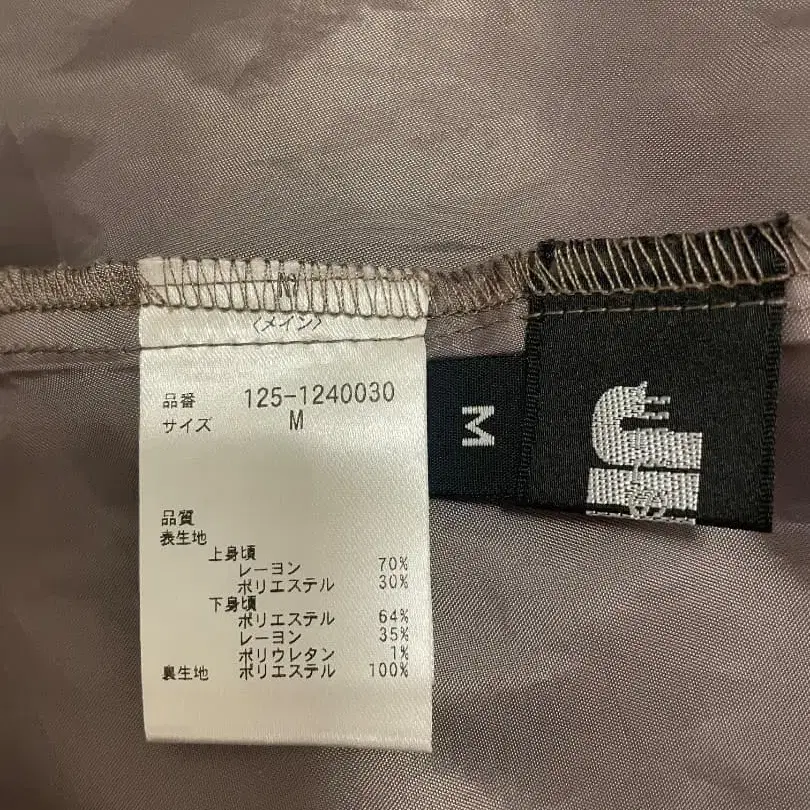 〈メイン〉
品番 125-1240030
サイズ M
品質
表生地
上身頃
レーヨン 70%
ポリエステル 30%
下身頃
ポリエステル 64%
レーヨン 35%
ポリウレタン 1%
裏生地 ポリエステル 100%
M